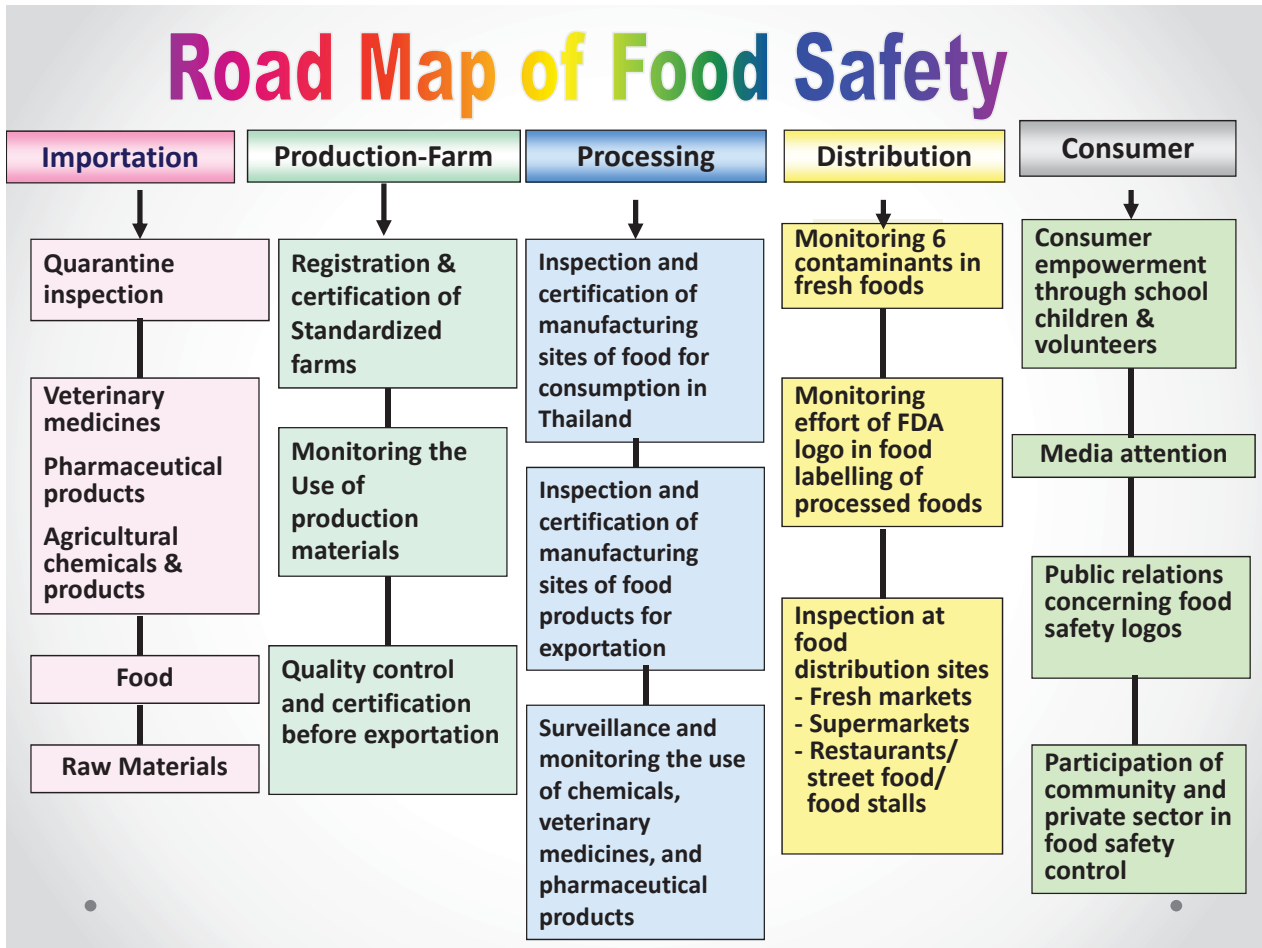 Road Map of Food Safety
Importation
Quarantine
inspection
Veterinary
medicines
Pharmaceutical
products
Agricultural
chemicals &
products
Food
Raw Materials
Production-Farm
Registration &
certification of
Standardized
farms
Monitoring the
Use of
production
materials
Quality control
and certification
before exportation
Processing
Inspection and
certification of
manufacturing
sites of food for
consumption in
Thailand
Inspection and
certification of
manufacturing
sites of food
products for
exportation
Surveillance and
monitoring the use
of chemicals,
veterinary
medicines, and
pharmaceutical
products
Distribution
Monitoring 6
contaminants in
fresh foods
Monitoring
effort of FDA
logo in food
labelling of
processed foods
Inspection at
food
distribution sites
- Fresh markets
- Supermarkets
- Restaurants/
street food/
food stalls
Consumer
Consumer
empowerment
through school
children &
volunteers
Media attention
Public relations
concerning food
safety logos
Participation of
community and
private sector in
food safety
control